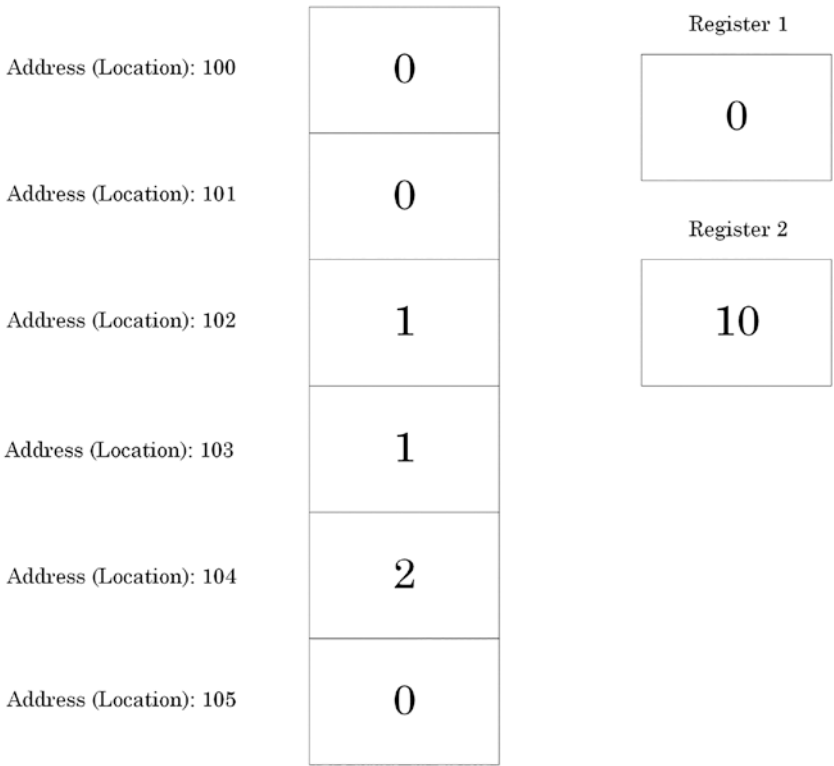 Address (Location): 100
0
Address (Location): 101
0
Address (Location): 102
1
Address (Location): 103
1
Address (Location): 104
2
Address (Location): 105
0
Register 1
0
Register 2
10